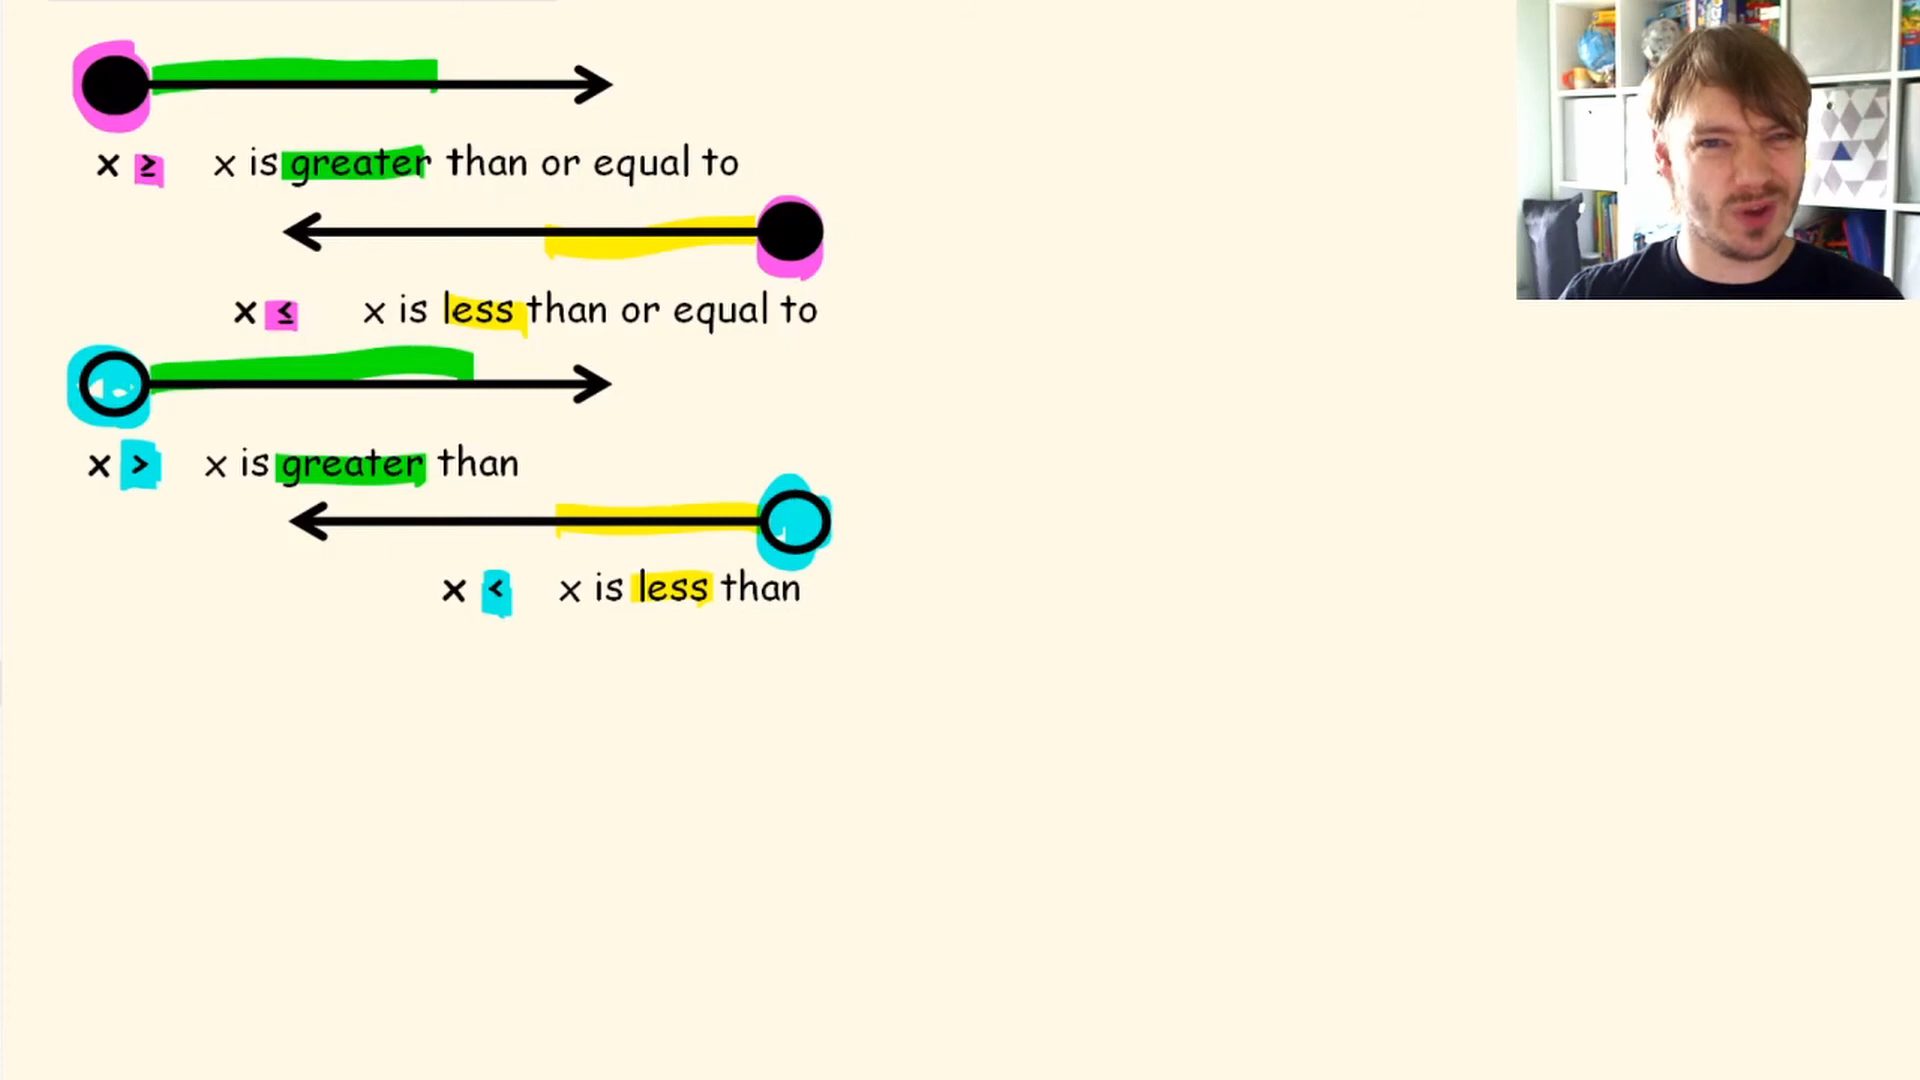 x ≥ x is greater than or equal to
x ≤ x is less than or equal to
x > x is greater than
x < x is less than